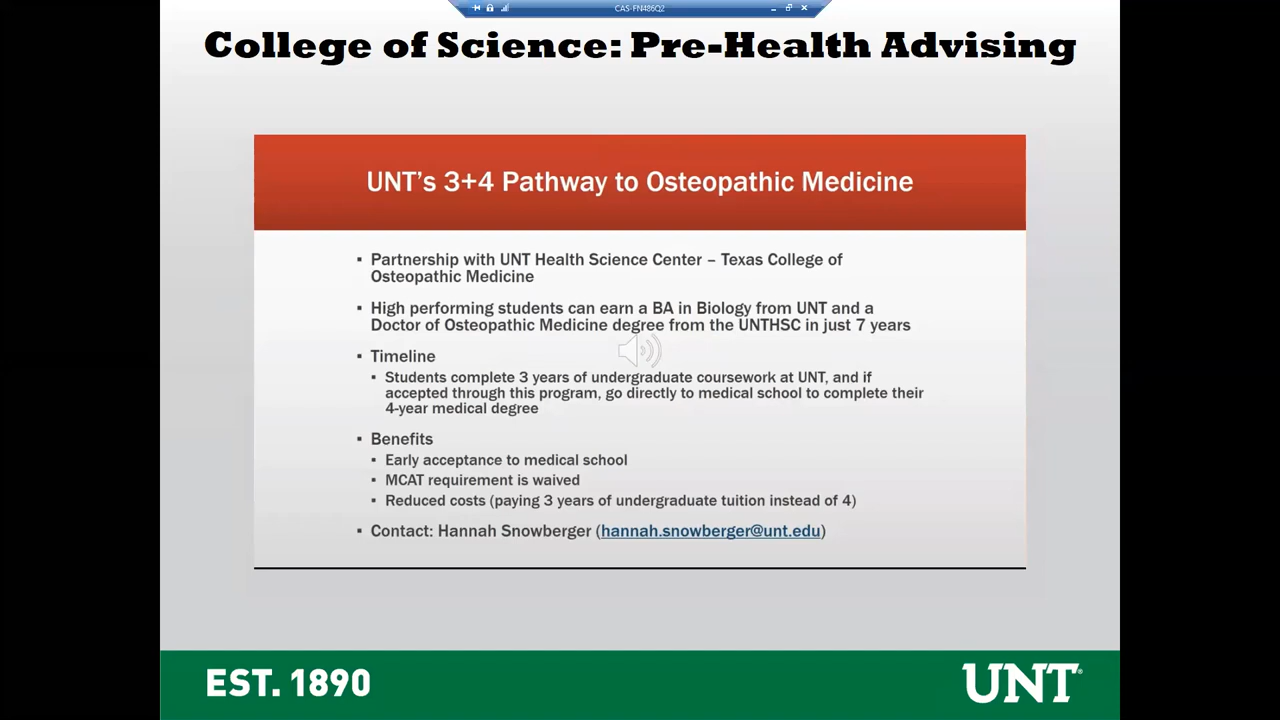 CAS-FN486Q2
College of Science: Pre-Health Advising
UNT's 3+4 Pathway to Osteopathic Medicine
▪ Partnership with UNT Health Science Center – Texas College of
Osteopathic Medicine
▪ High performing students can earn a BA in Biology from UNT and a
Doctor of Osteopathic Medicine degree from the UNTHSC in just 7 years
▪ Timeline
▪ Students complete 3 years of undergraduate coursework at UNT, and if
accepted through this program, go directly to medical school to complete their
4-year medical degree
▪ Benefits
▪ Early acceptance to medical school
▪ MCAT requirement is waived
▪ Reduced costs (paying 3 years of undergraduate tuition instead of 4)
▪ Contact: Hannah Snowberger (hannah.snowberger@unt.edu)
EST. 1890
UNT®